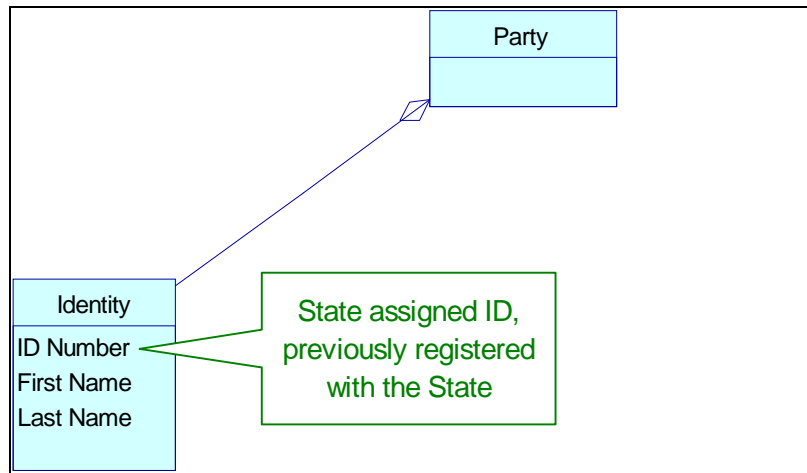 Party
Identity
ID Number
First Name
Last Name
State assigned ID,
previously registered
with the State